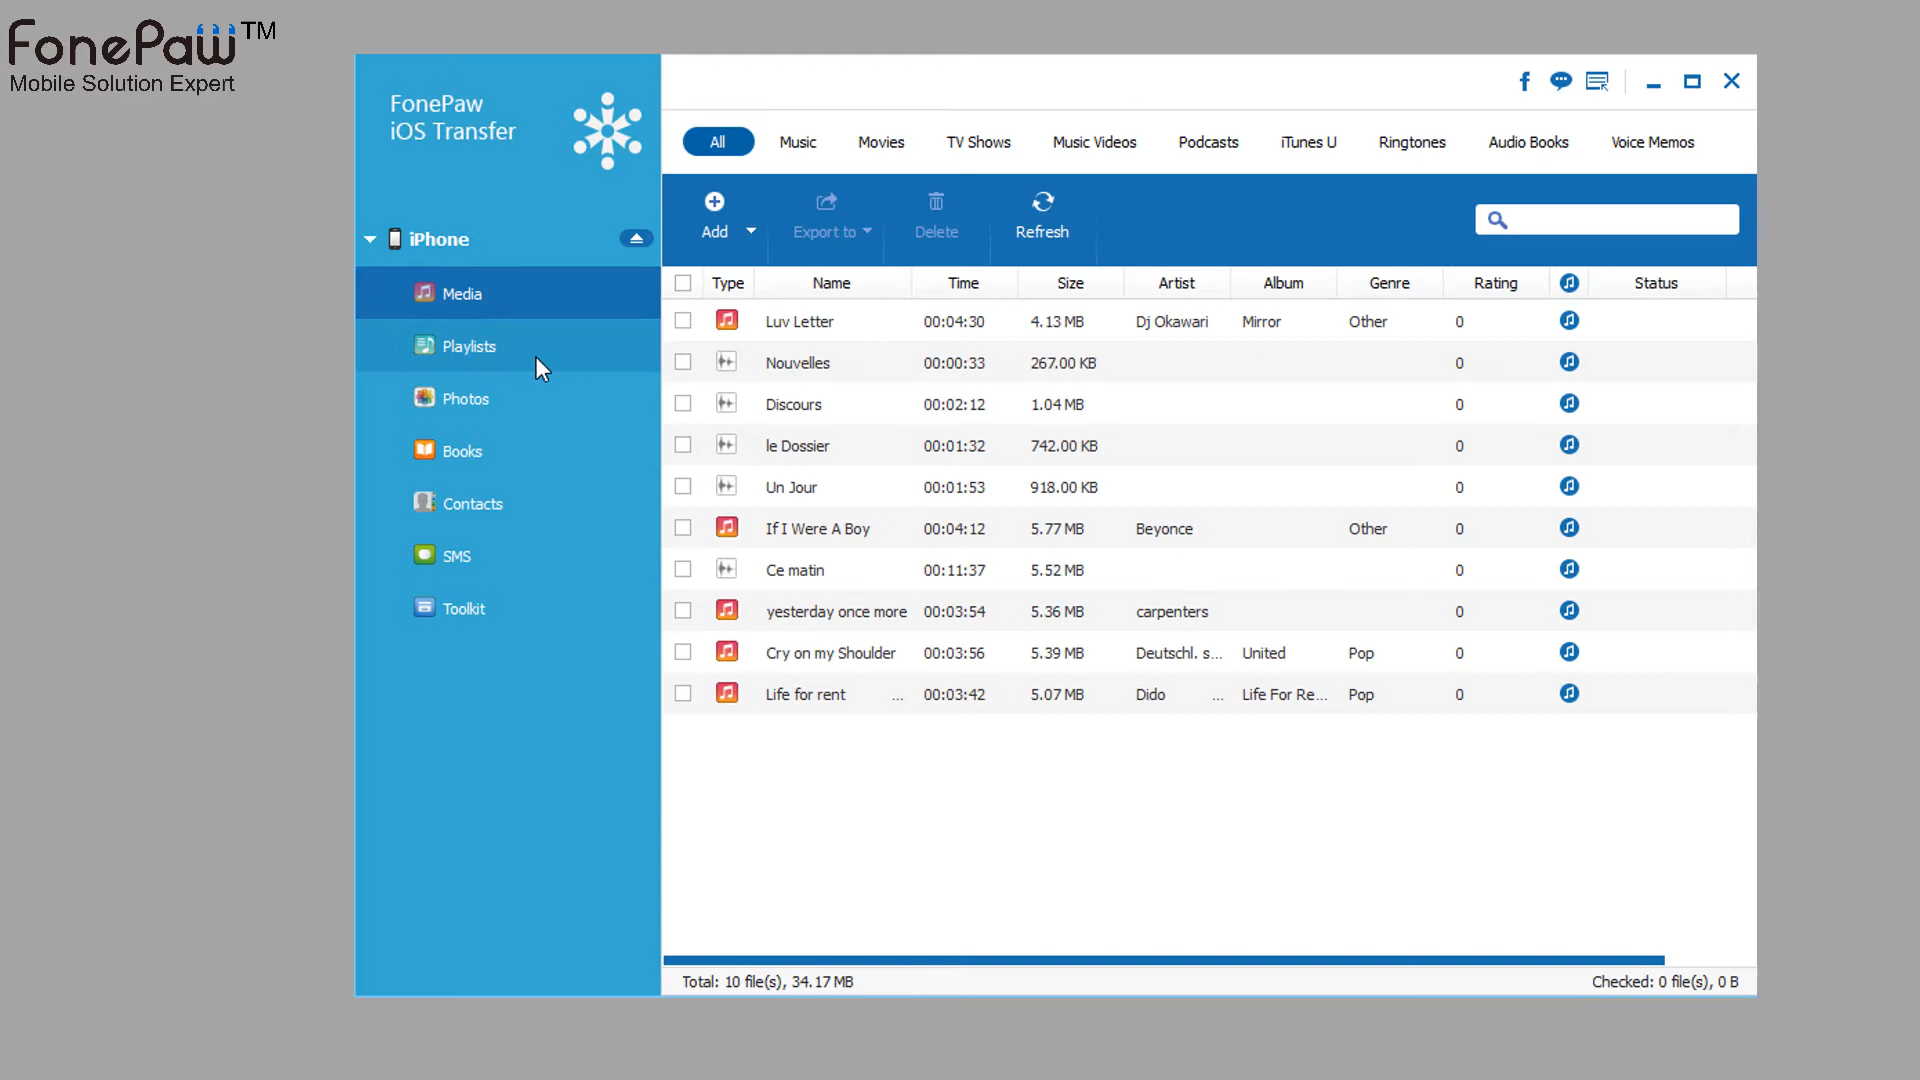 FonePaw™
Mobile Solution Expert
FonePaw
iOS Transfer
iPhone
Media
Playlists
Photos
Books
Contacts
SMS
Toolkit
f
All Music Movies TV Shows Music Videos Podcasts iTunes U Ringtones Audio Books Voice Memos
Add Export to Delete Refresh
Type Name Time Size Artist Album Genre Rating Status
Luv Letter 00:04:30 4.13 MB Dj Okawari Mirror Other 0
Nouvelles 00:00:33 267.00 KB 0
Discours 00:02:12 1.04 MB 0
le Dossier 00:01:32 742.00 KB 0
Un Jour 00:01:53 918.00 KB 0
If I Were A Boy 00:04:12 5.77 MB Beyonce Other 0
Ce matin 00:11:37 5.52 MB 0
yesterday once more 00:03:54 5.36 MB carpenters 0
Cry on my Shoulder 00:03:56 5.39 MB Deutschl. s... United Pop 0
Life for rent ... 00:03:42 5.07 MB Dido ... Life For Re... Pop 0
Total: 10 file(s), 34.17 MB Checked: 0 file(s), 0 B